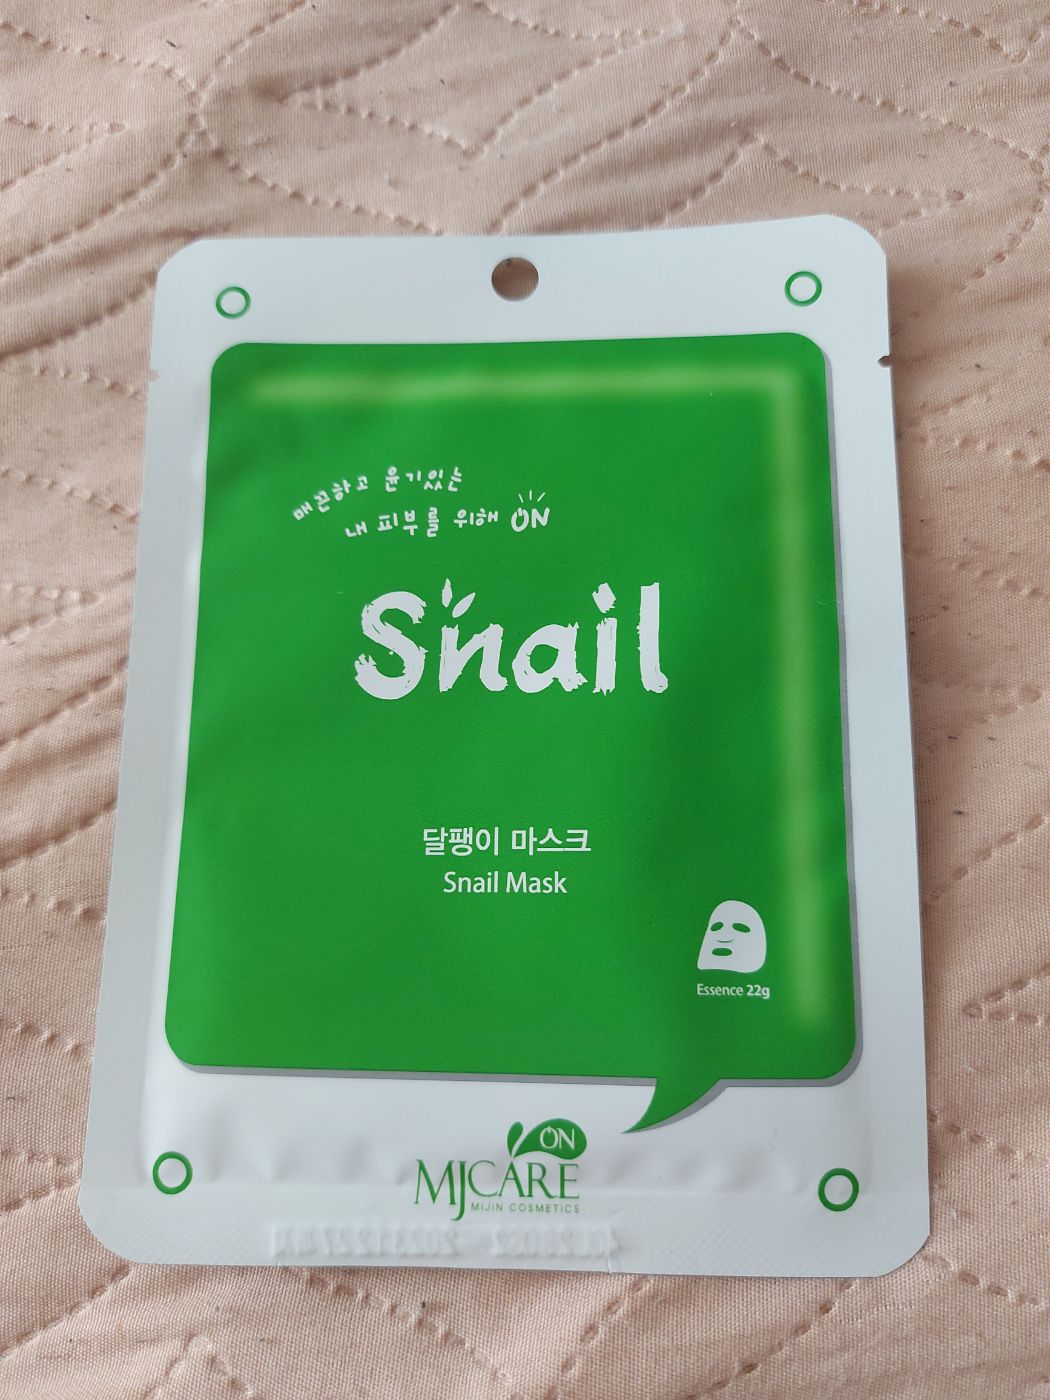 매끈하고 윤기있는
내 피부를 위해 ON
Snail
달팽이 마스크
Snail Mask
Essence 22g
ON
MJCARE
MIJIN COSMETICS